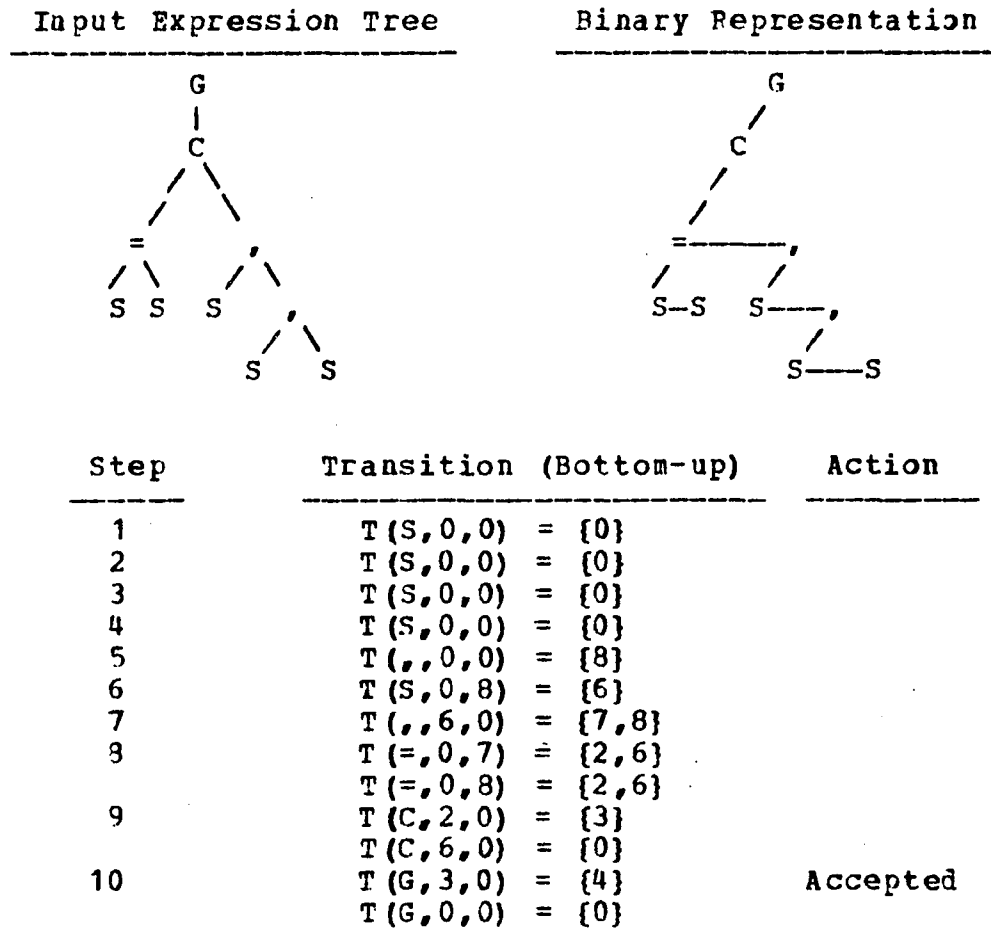 Input Expression Tree Binary Representation
G G
C C
= , = ,
S S S , S-S S----,
S S S----S
Step Transition (Bottom-up) Action
1 T(S,0,0) = {0}
2 T(S,0,0) = {0}
3 T(S,0,0) = {0}
4 T(S,0,0) = {0}
5 T(,,0,0) = {8}
6 T(S,0,8) = {6}
7 T(,,6,0) = {7,8}
8 T(=,0,7) = {2,6}
T(=,0,8) = {2,6}
9 T(C,2,0) = {3}
T(C,6,0) = {0}
10 T(G,3,0) = {4} Accepted
T(G,0,0) = {0}